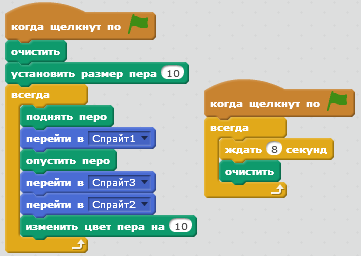 когда щелкнут по
очистить
установить размер пера 10
всегда
поднять перо
перейти в Спрайт1
опустить перо
перейти в Спрайт3
перейти в Спрайт2
изменить цвет пера на 10
когда щелкнут по
всегда
ждать 8 секунд
очистить